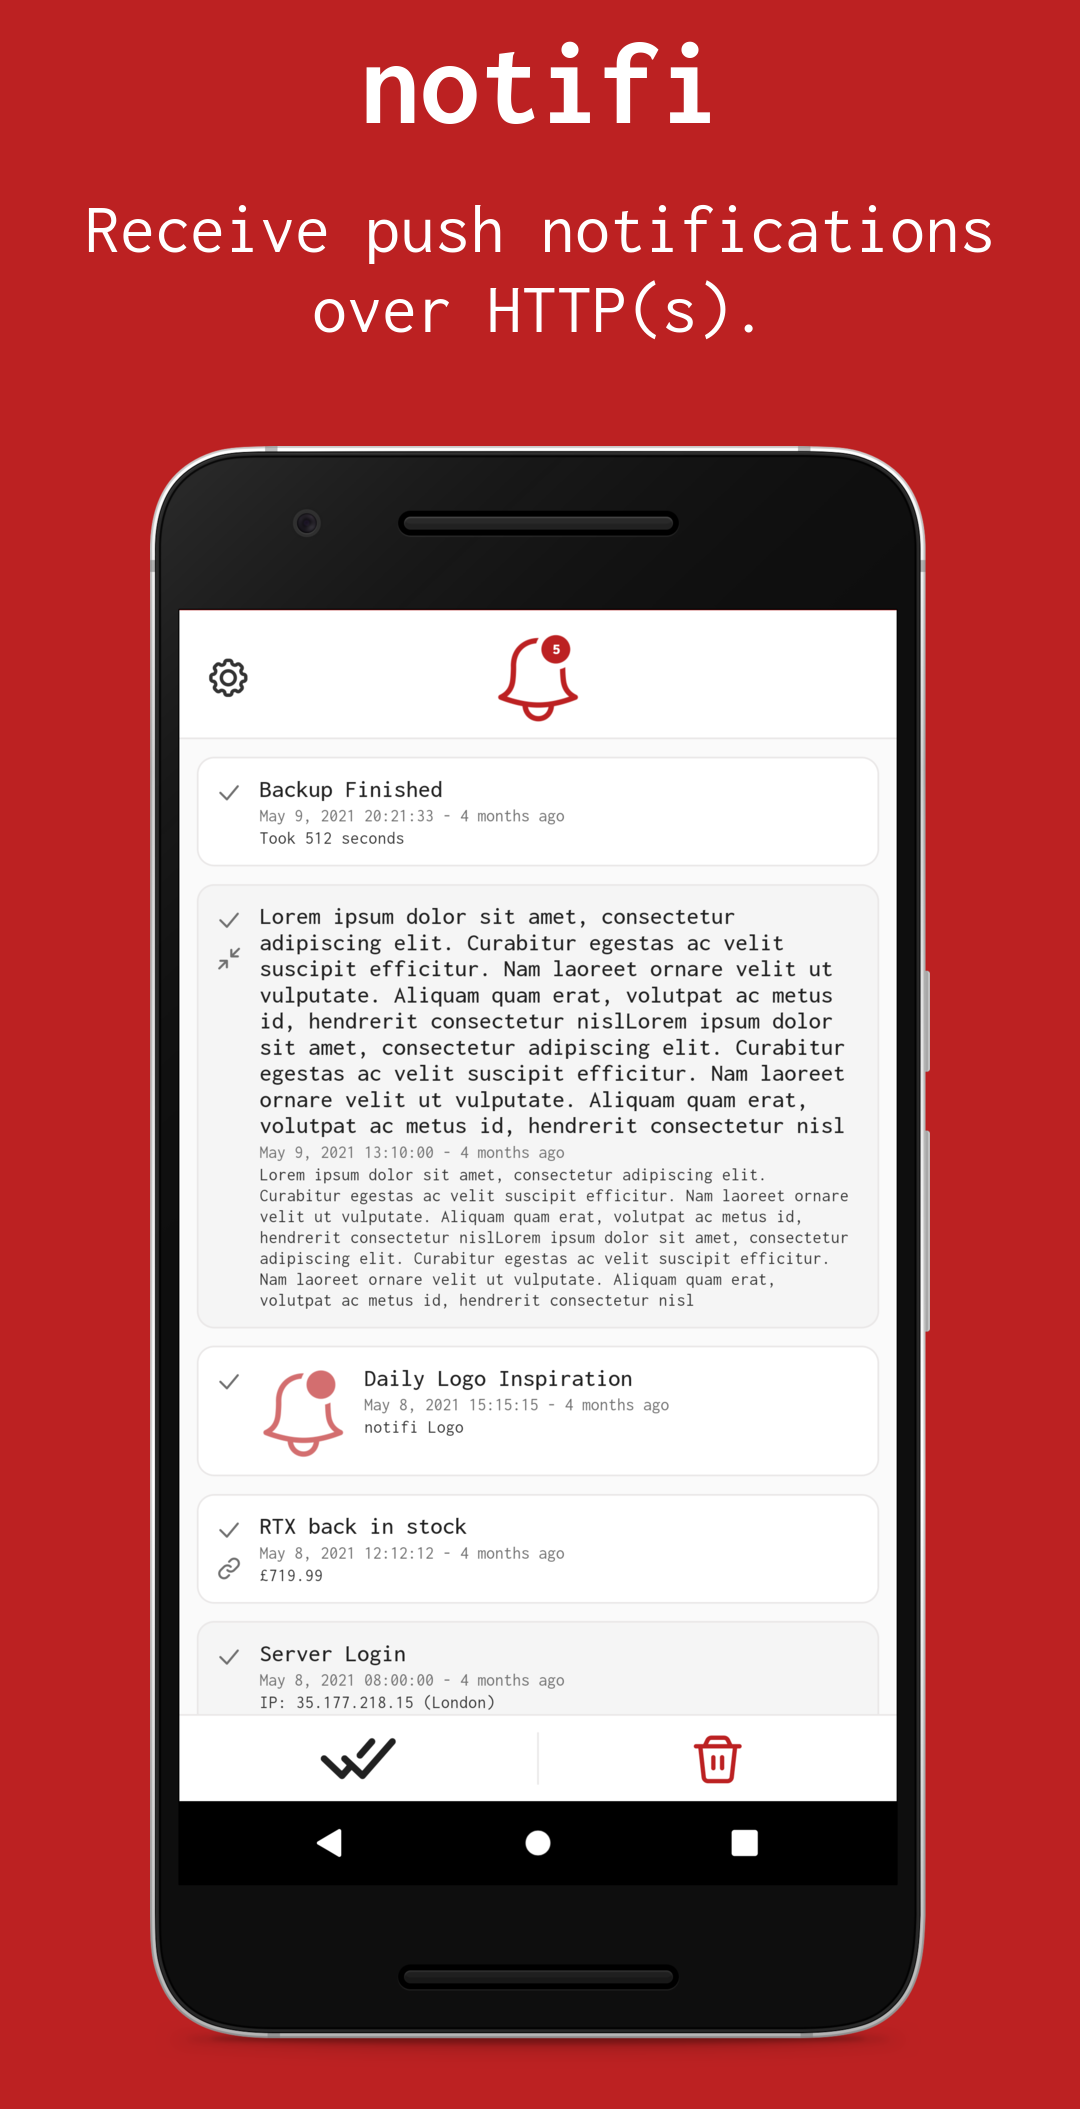 notifi
Receive push notifications
over HTTP(s).
5
Backup Finished
May 9, 2021 20:21:33 - 4 months ago
Took 512 seconds
Lorem ipsum dolor sit amet, consectetur
adipiscing elit. Curabitur egestas ac velit
suscipit efficitur. Nam laoreet ornare velit ut
vulputate. Aliquam quam erat, volutpat ac metus
id, hendrerit consectetur nislLorem ipsum dolor
sit amet, consectetur adipiscing elit. Curabitur
egestas ac velit suscipit efficitur. Nam laoreet
ornare velit ut vulputate. Aliquam quam erat,
volutpat ac metus id, hendrerit consectetur nisl
May 9, 2021 13:10:00 - 4 months ago
Lorem ipsum dolor sit amet, consectetur adipiscing elit.
Curabitur egestas ac velit suscipit efficitur. Nam laoreet ornare
velit ut vulputate. Aliquam quam erat, volutpat ac metus id,
hendrerit consectetur nislLorem ipsum dolor sit amet, consectetur
adipiscing elit. Curabitur egestas ac velit suscipit efficitur.
Nam laoreet ornare velit ut vulputate. Aliquam quam erat,
volutpat ac metus id, hendrerit consectetur nisl
Daily Logo Inspiration
May 8, 2021 15:15:15 - 4 months ago
notifi Logo
RTX back in stock
May 8, 2021 12:12:12 - 4 months ago
£719.99
Server Login
May 8, 2021 08:00:00 - 4 months ago
IP: 35.177.218.15 (London)